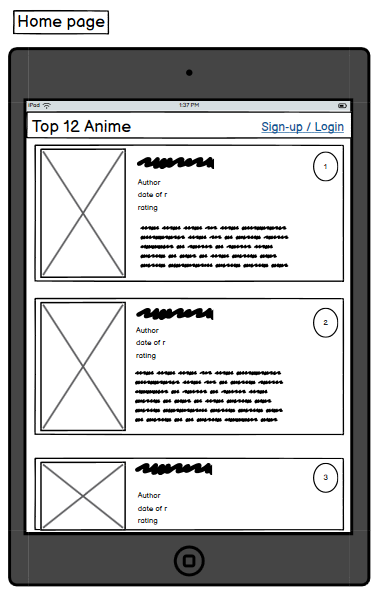 Home page
iPad 1:37 PM
Top 12 Anime Sign-up / Login
1
Author
date of r
rating
2
Author
date of r
rating
3
Author
date of r
rating